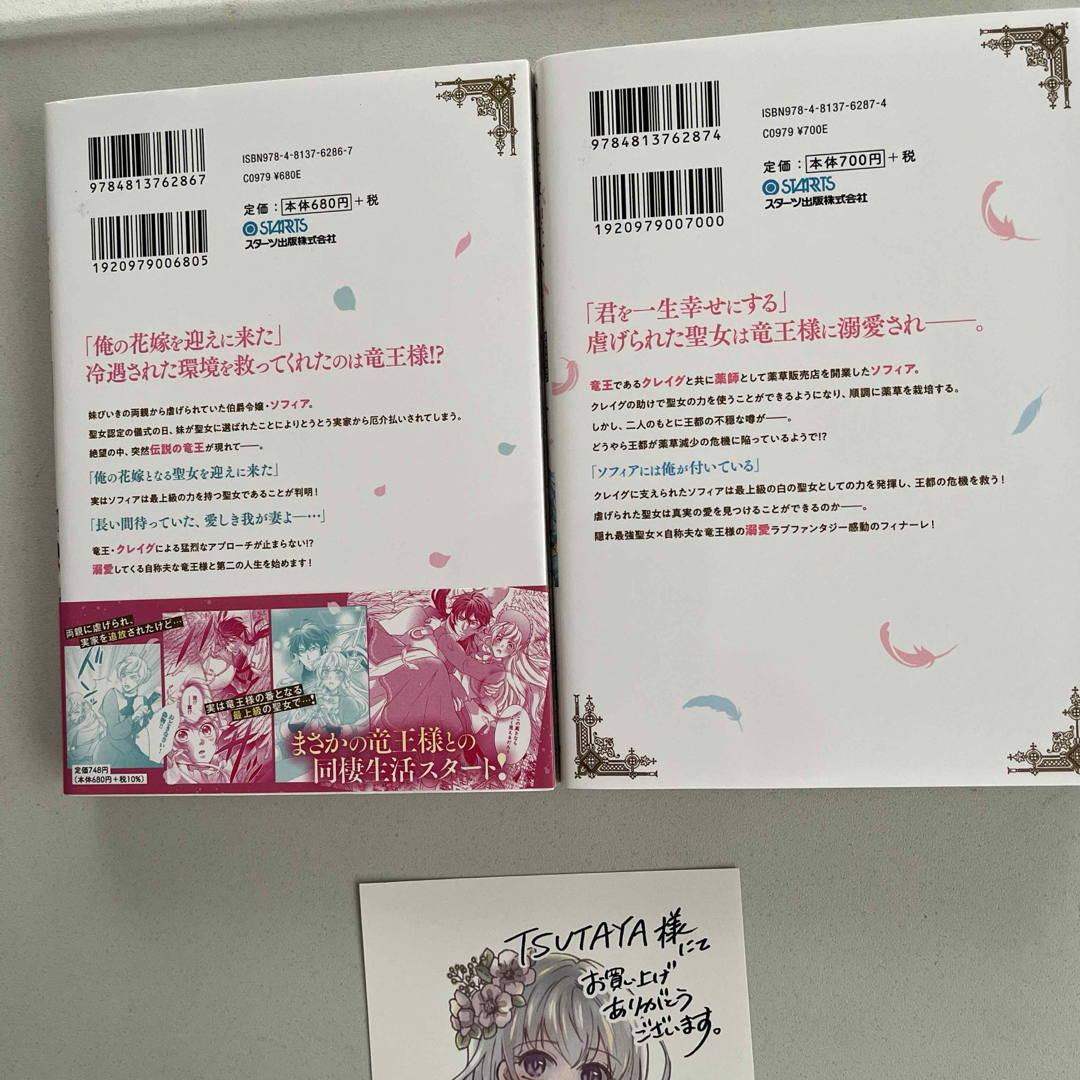 9784813762867
ISBN978-4-8137-6286-7
C0979 ¥680E
1920979006805
定価：本体680円＋税
STARTS
スターツ出版株式会社
「俺の花嫁を迎えに来た」
冷遇された環境を救ってくれたのは竜王様!?
妹びいきの両親から虐げられていた伯爵令嬢・ソフィア。
聖女認定の儀式の日、妹が聖女に選ばれたことによりとうとう実家から厄介払いされてしまう。
絶望の中、突然伝説の竜王が現れて――。
「俺の花嫁となる聖女を迎えに来た」
実はソフィアは最上級の力を持つ聖女であることが判明！
「長い間待っていた、愛しき我が妻よ――…」
竜王・クレイグによる猛烈なアプローチが止まらない!?
溺愛してくる自称夫な竜王様と第二の人生を始めます！
両親に虐げられ、
実家を追放されたけど…
実は竜王様の番となる
最上級の聖女で…！
まさかの竜王様との
同棲生活スタート！
定価748円
（本体680円＋税10%）
9784813762874
ISBN978-4-8137-6287-4
C0979 ¥700E
1920979007000
定価：本体700円＋税
STARTS
スターツ出版株式会社
「君を一生幸せにする」
虐げられた聖女は竜王様に溺愛され――。
竜王であるクレイグと共に薬師として薬草販売店を開業したソフィア。
クレイグの助けで聖女の力を使うことができるようになり、順調に薬草を栽培する。
しかし、二人のもとに王都の不穏な噂が――。
どうやら王都が薬草減少の危機に陥っているようで!?
「ソフィアには俺が付いている」
クレイグに支えられたソフィアは最上級の白の聖女としての力を発揮し、王都の危機を救う！
虐げられた聖女は真実の愛を見つけることができるのか――。
隠れ最強聖女×自称夫な竜王様の溺愛ラブファンタジー感動のフィナーレ！
TSUTAYA様
にて
お買い上げ
ありがとう
ございます。